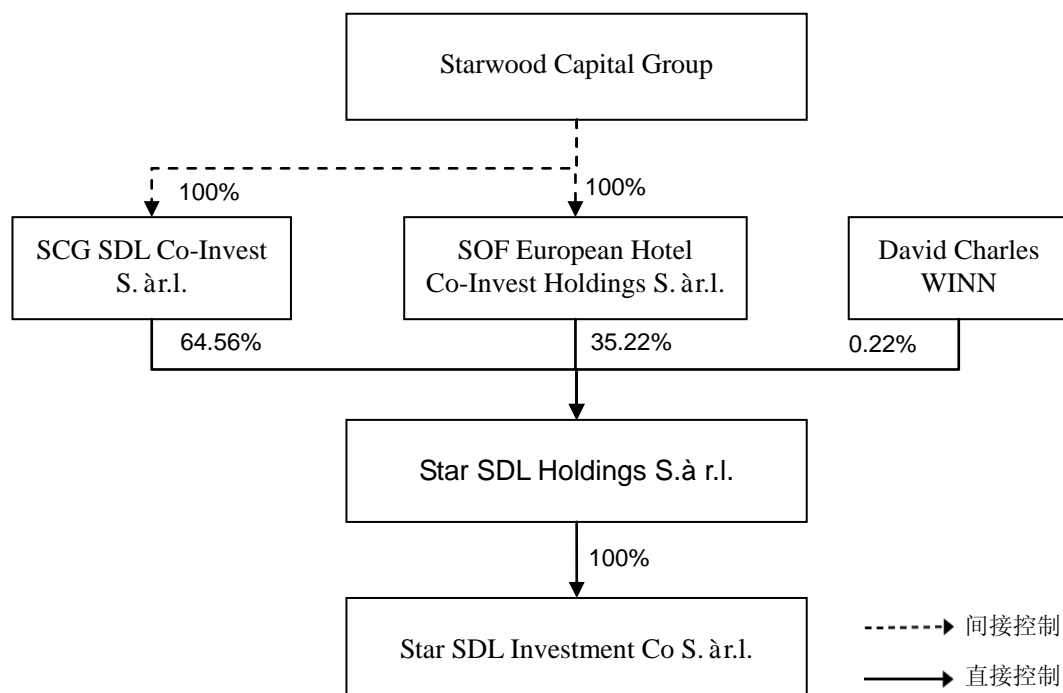 Starwood Capital Group
100%
100%
SCG SDL Co-Invest
S. àr.l.
SOF European Hotel
Co-Invest Holdings S. àr.l.
David Charles
WINN
64.56%
35.22%
0.22%
Star SDL Holdings S.à r.l.
100%
Star SDL Investment Co S. àr.l.
间接控制
直接控制